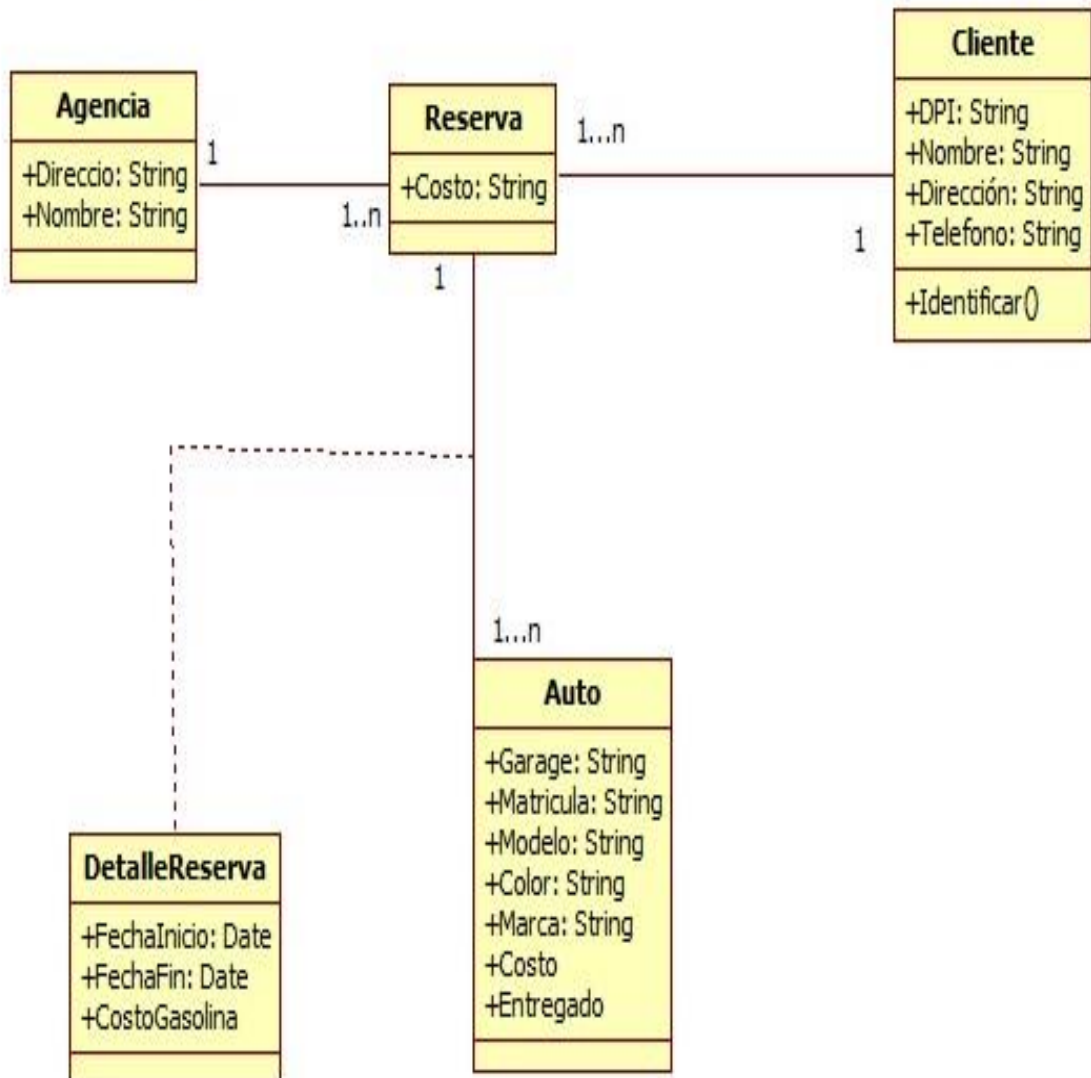 Agencia
+Direccio: String
+Nombre: String
1
1..n
Reserva
+Costo: String
1...n
1
Cliente
+DPI: String
+Nombre: String
+Dirección: String
+Telefono: String
+Identificar()
1
1...n
Auto
+Garage: String
+Matricula: String
+Modelo: String
+Color: String
+Marca: String
+Costo
+Entregado
DetalleReserva
+FechaInicio: Date
+FechaFin: Date
+CostoGasolina